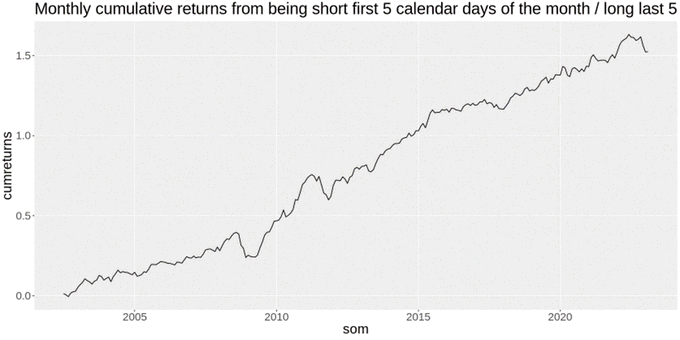 Monthly cumulative returns from being short first 5 calendar days of the month / long last 5
1.5
1.0
0.5
0.0
cumreturns
2005 2010 2015 2020
som